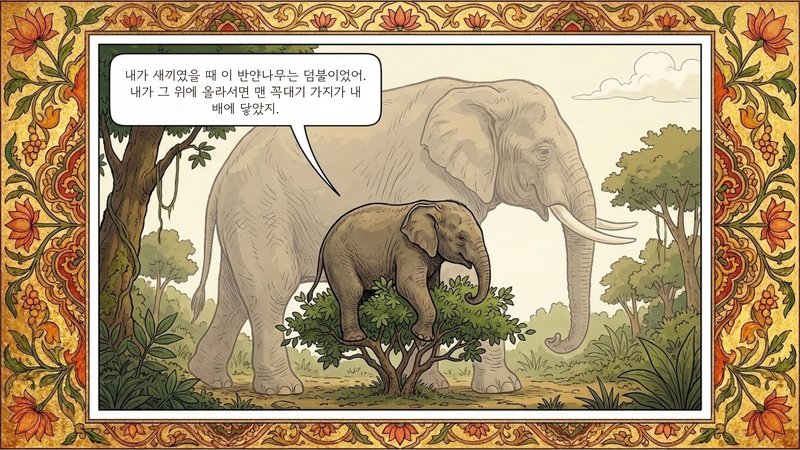 내가 새끼였을 때 이 반얀나무는 덤불이었어.
내가 그 위에 올라서면 맨 꼭대기 가지가 내
배에 닿았지.